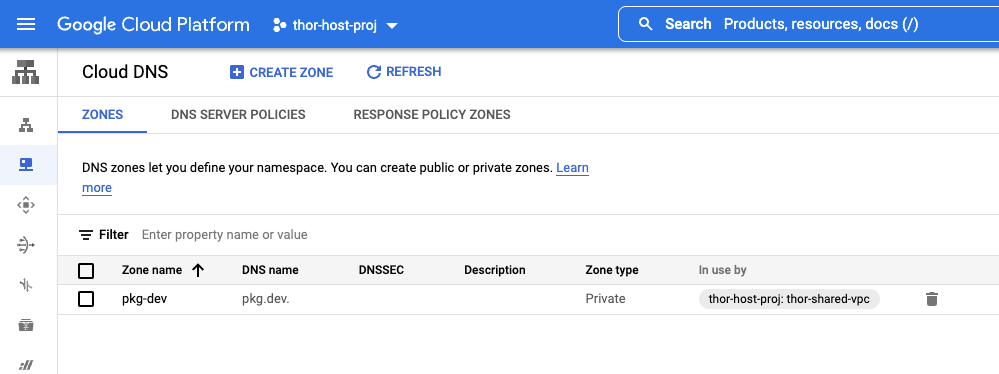 Google Cloud Platform thor-host-proj Search Products, resources, docs (/)
Cloud DNS CREATE ZONE REFRESH
ZONES DNS SERVER POLICIES RESPONSE POLICY ZONES
DNS zones let you define your namespace. You can create public or private zones. Learn
more
Filter Enter property name or value
Zone name DNS name DNSSEC Description Zone type In use by
pkg-dev pkg.dev. Private thor-host-proj: thor-shared-vpc